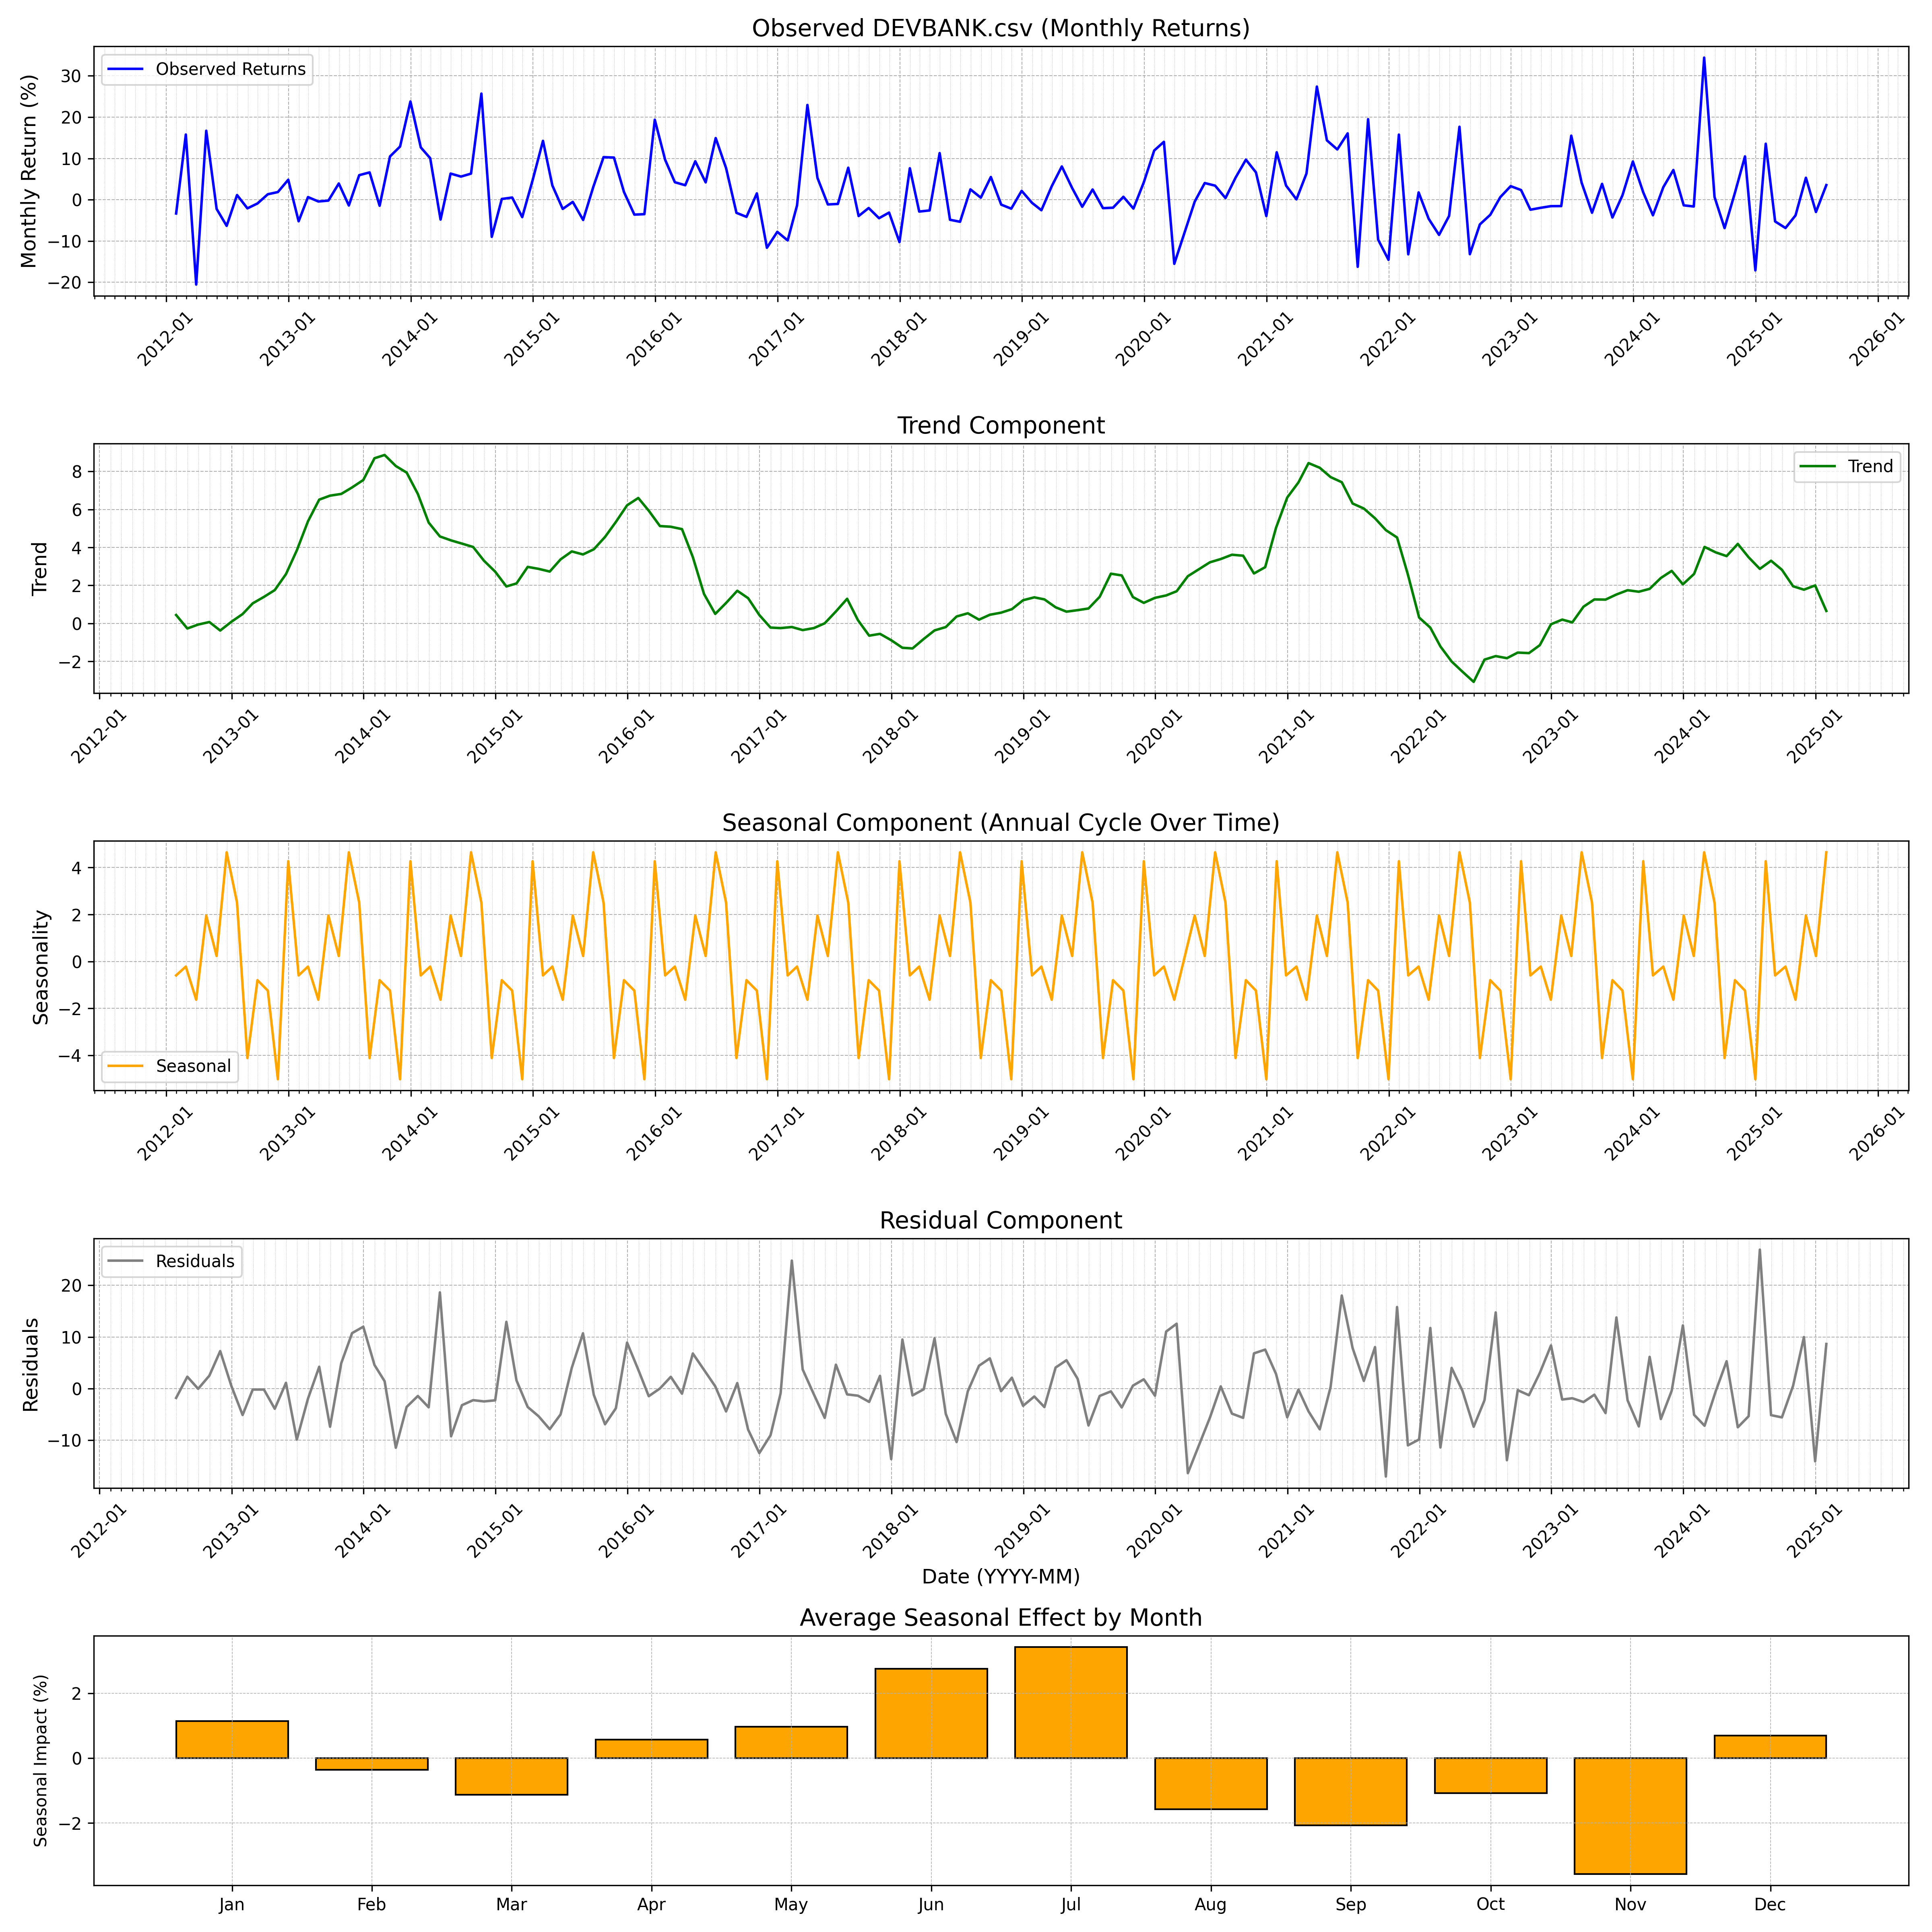 Observed DEVBANK.csv (Monthly Returns)
Observed Returns
Monthly Return (%)
30
20
10
0
−10
−20
2012-01 2013-01 2014-01 2015-01 2016-01 2017-01 2018-01 2019-01 2020-01 2021-01 2022-01 2023-01 2024-01 2025-01 2026-01
Trend Component
Trend
Trend
8
6
4
2
0
−2
2012-01 2013-01 2014-01 2015-01 2016-01 2017-01 2018-01 2019-01 2020-01 2021-01 2022-01 2023-01 2024-01 2025-01
Seasonal Component (Annual Cycle Over Time)
Seasonality
4
2
0
−2
−4
Seasonal
2012-01 2013-01 2014-01 2015-01 2016-01 2017-01 2018-01 2019-01 2020-01 2021-01 2022-01 2023-01 2024-01 2025-01 2026-01
Residual Component
Residuals
Residuals
20
10
0
−10
2012-01 2013-01 2014-01 2015-01 2016-01 2017-01 2018-01 2019-01 2020-01 2021-01 2022-01 2023-01 2024-01 2025-01
Date (YYYY-MM)
Average Seasonal Effect by Month
Seasonal Impact (%)
2
0
−2
Jan Feb Mar Apr May Jun Jul Aug Sep Oct Nov Dec